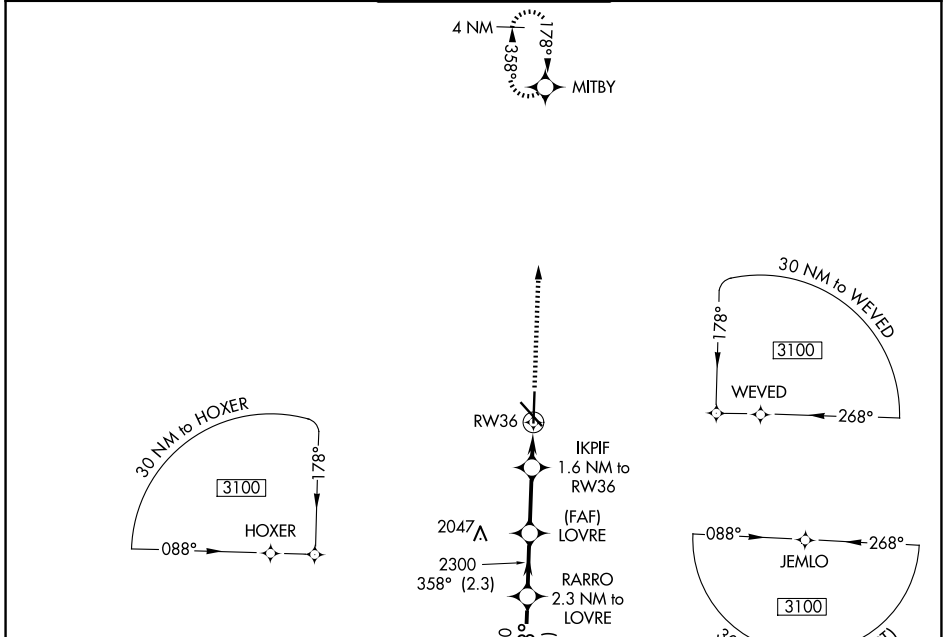 4 NM
178°
358°
MITBY
30 NM to WEVED
178°
3100
WEVED
268°
30 NM to HOXER
178°
3100
HOXER
088°
RW36
IKPIF
1.6 NM to
RW36
(FAF)
LOVRE
2047
2300
358° (2.3)
RARRO
2.3 NM to
LOVRE
088°
268°
JEMLO
3100